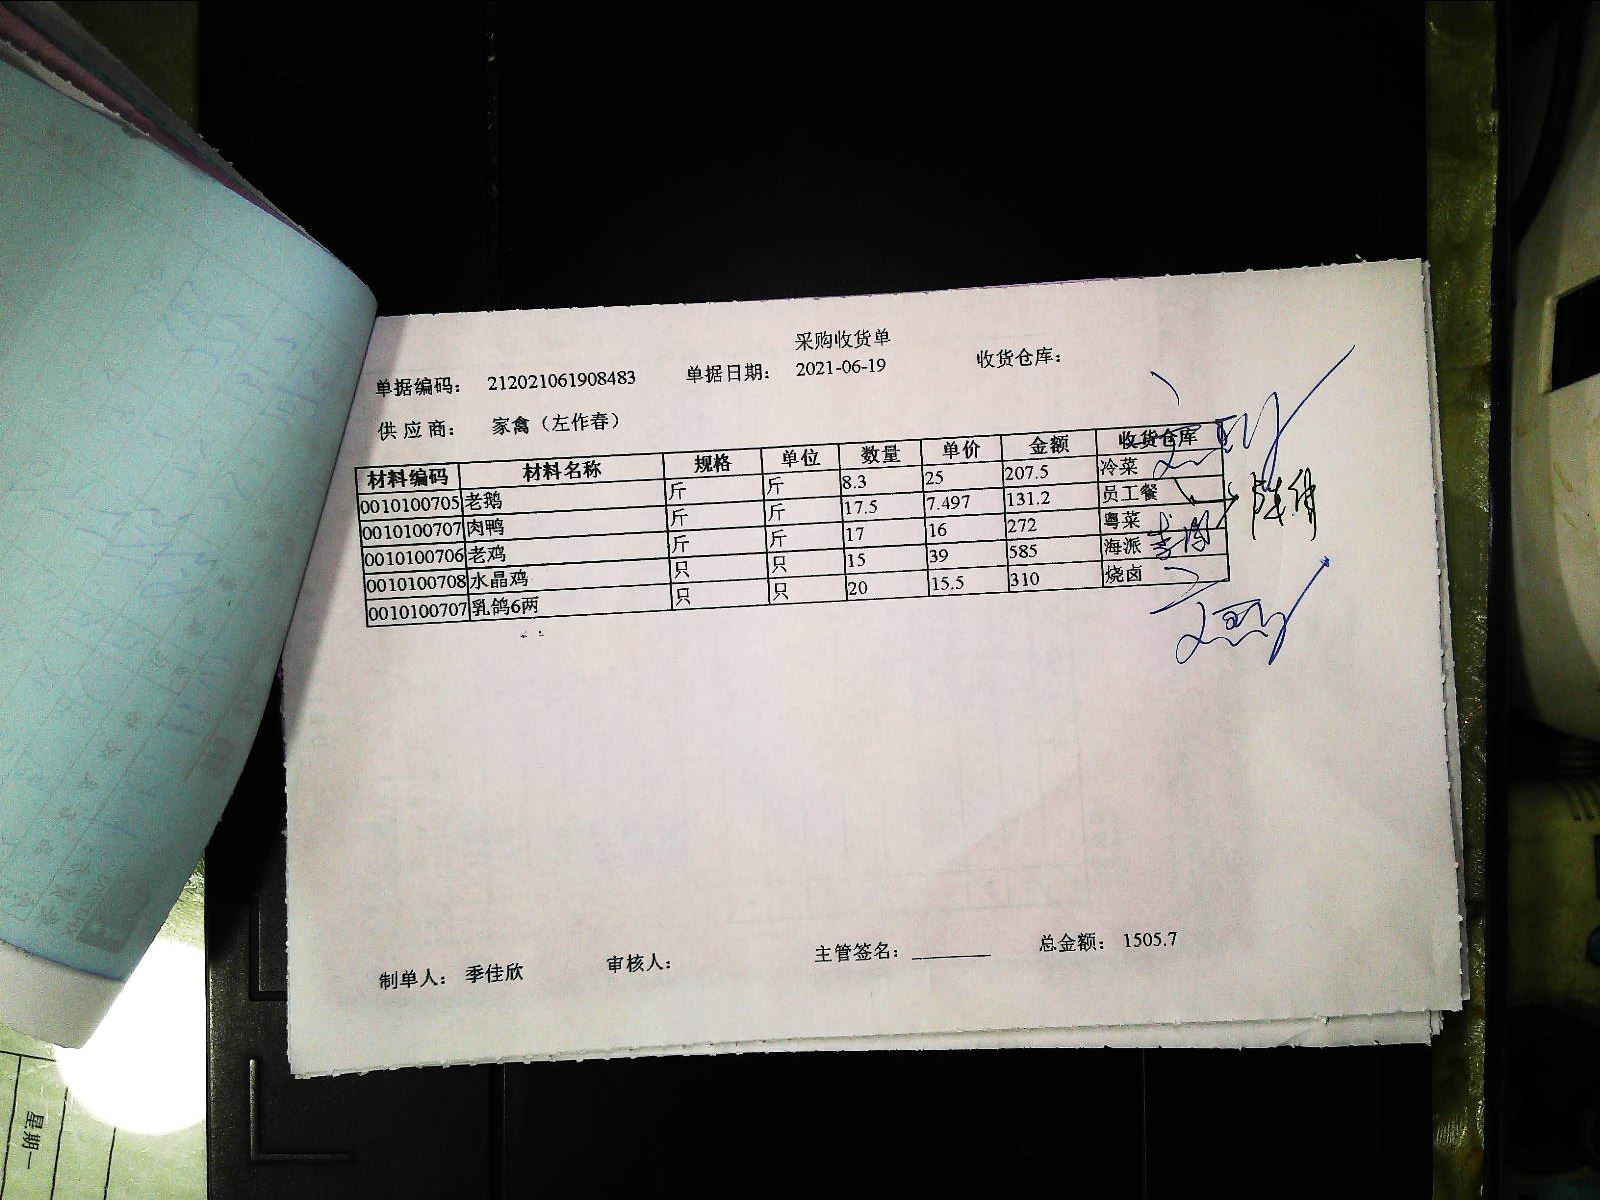 采购收货单
单据编码： 212021061908483 单据日期： 2021-06-19 收货仓库：
供 应 商： 家禽（左作春）
材料编码 材料名称 规格 单位 数量 单价 金额 收货仓库
0010100705 老鹅 斤 斤 8.3 25 207.5 冷菜
0010100707 肉鸭 斤 斤 17.5 7.497 131.2 员工餐
0010100706 老鸡 斤 斤 17 16 272 粤菜
0010100708 水晶鸡 只 只 15 39 585 海派
0010100707 乳鸽6两 只 只 20 15.5 310 烧卤
制单人： 季佳欣 审核人： 主管签名： 总金额： 1505.7
星期一